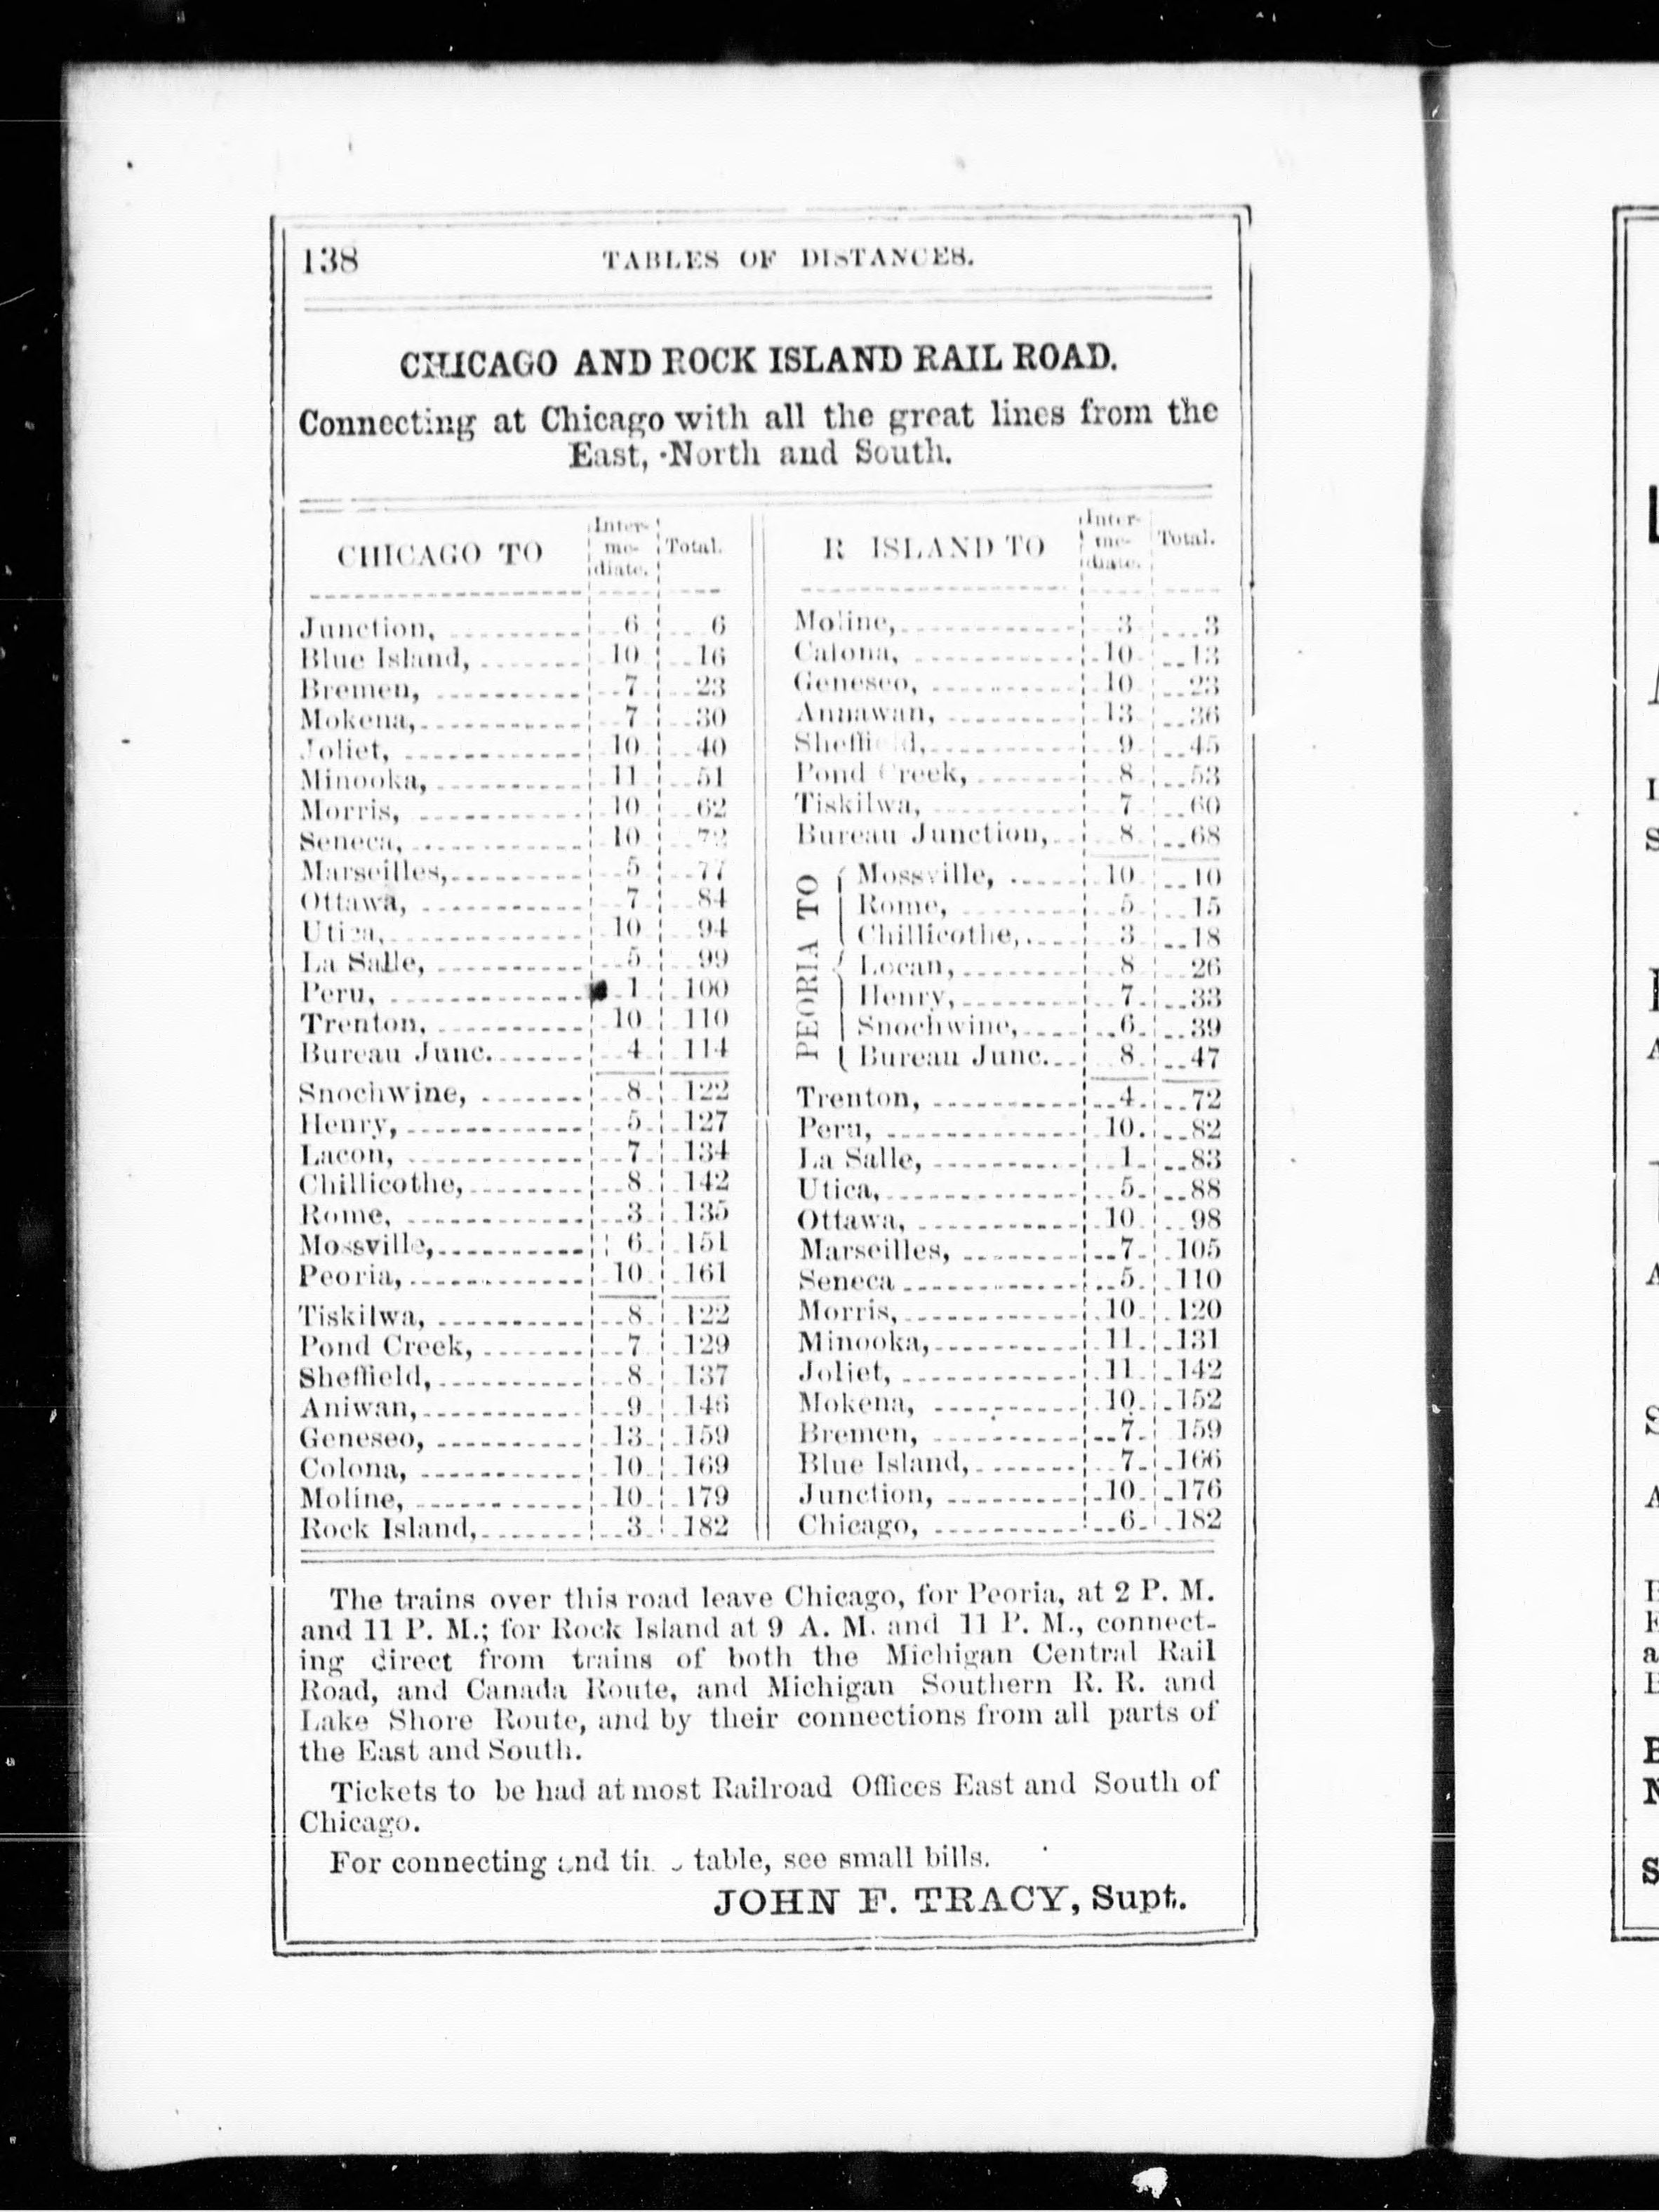 138 TABLES OF DISTANCES.
CHICAGO AND ROCK ISLAND RAIL ROAD.
Connecting at Chicago with all the great lines from the
East, North and South.
CHICAGO TO Inter-me-diate. Total.
Junction, 6 6
Blue Island, 10 16
Bremen, 7 23
Mokena, 7 30
Joliet, 10 40
Minooka, 11 51
Morris, 10 62
Seneca, 10 72
Marseilles, 5 77
Ottawa, 7 84
Utica, 10 94
La Salle, 5 99
Peru, 1 100
Trenton, 10 110
Bureau Junc. 4 114
Snochwine, 8 122
Henry, 5 127
Lacon, 7 134
Chillicothe, 8 142
Rome, 3 135
Mossville, 6 151
Peoria, 10 161
Tiskilwa, 8 122
Pond Creek, 7 129
Sheffield, 8 137
Aniwan, 9 146
Geneseo, 13 159
Colona, 10 169
Moline, 10 179
Rock Island, 3 182
R ISLAND TO Inter-me-diate. Total.
Moline, 3 3
Calona, 10 13
Geneseo, 10 23
Annawan, 13 36
Sheffield, 9 45
Pond Creek, 8 53
Tiskilwa, 7 60
Bureau Junction, 8 68
PEORIA TO
Mossville, 10 10
Rome, 5 15
Chillicothe, 3 18
Locan, 8 26
Henry, 7 33
Snochwine, 6 39
Bureau Junc. 8 47
Trenton, 4 72
Peru, 10 82
La Salle, 1 83
Utica, 5 88
Ottawa, 10 98
Marseilles, 7 105
Seneca 5 110
Morris, 10 120
Minooka, 11 131
Joliet, 11 142
Mokena, 10 152
Bremen, 7 159
Blue Island, 7 166
Junction, 10 176
Chicago, 6 182
The trains over this road leave Chicago, for Peoria, at 2 P. M.
and 11 P. M.; for Rock Island at 9 A. M. and 11 P. M., connect-
ing direct from trains of both the Michigan Central Rail
Road, and Canada Route, and Michigan Southern R. R. and
Lake Shore Route, and by their connections from all parts of
the East and South.
Tickets to be had at most Railroad Offices East and South of
Chicago.
For connecting and table, see small bills.
JOHN F. TRACY, Supt.